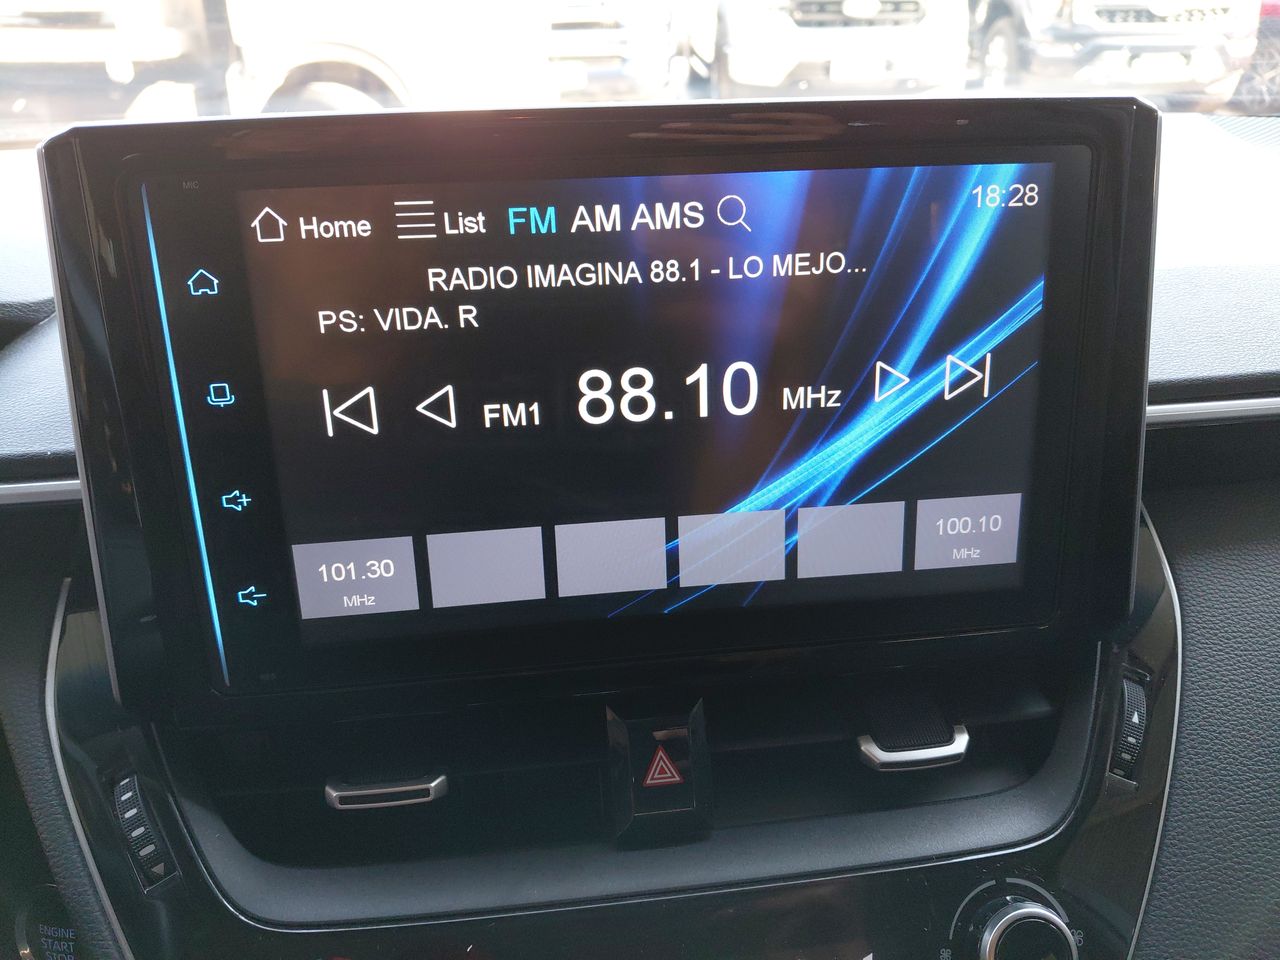 MIC
Home List FM AM AMS 18:28
RADIO IMAGINA 88.1 - LO MEJO...
PS: VIDA. R
FM1 88.10 MHz
101.30 100.10
MHz MHz
ENGINE
START
STOP